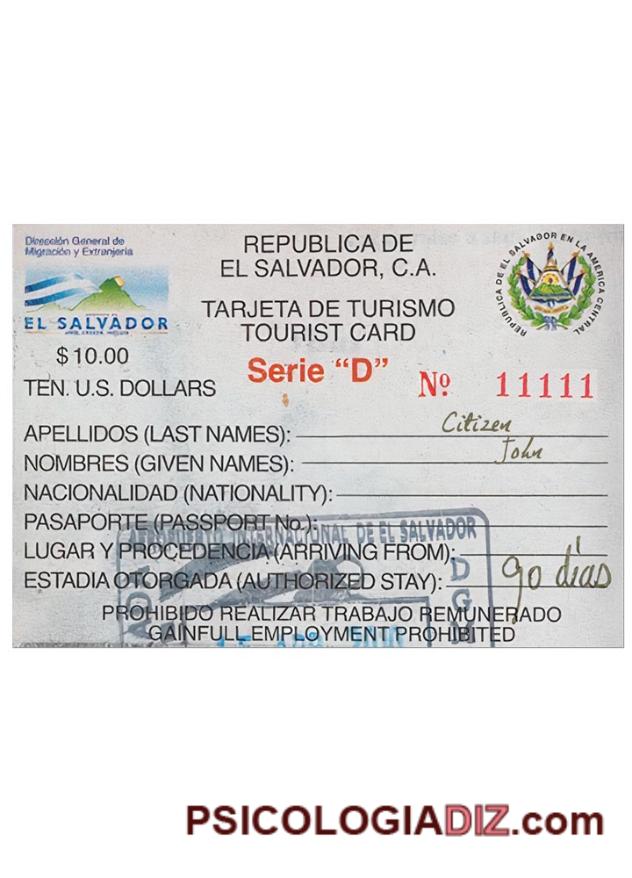 Dirección General de
Migración y Extranjería
EL SALVADOR
$10.00
TEN. U.S. DOLLARS
REPUBLICA DE
EL SALVADOR, C.A.
TARJETA DE TURISMO
TOURIST CARD
Serie “D”
REPUBLICA DE EL SALVADOR EN LA AMERICA CENTRAL
Nº 11111
APELLIDOS (LAST NAMES): Citizen
NOMBRES (GIVEN NAMES): John
NACIONALIDAD (NATIONALITY):
PASAPORTE (PASSPORT No.):
AEROPUERTO INTERNACIONAL DE EL SALVADOR
LUGAR Y PROCEDENCIA (ARRIVING FROM):
ESTADIA OTORGADA (AUTHORIZED STAY): 90 días
PROHIBIDO REALIZAR TRABAJO REMUNERADO
GAINFULL EMPLOYMENT PROHIBITED
PSICOLOGIADIZ.com